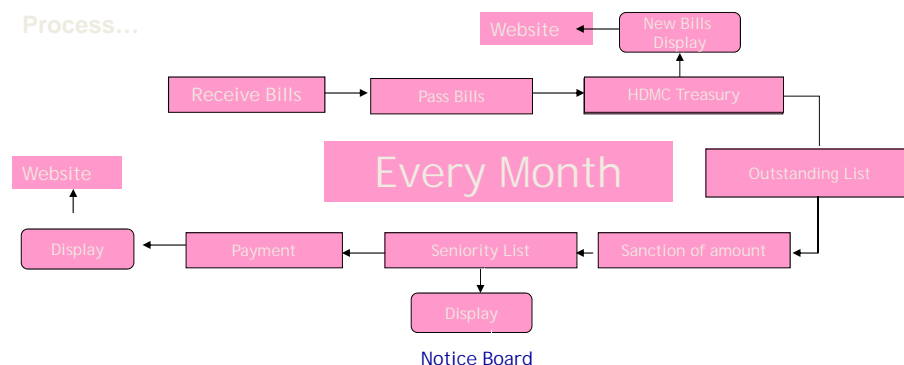 Process…
Website
New Bills
Display
Receive Bills
Pass Bills
HDMC Treasury
Every Month
Outstanding List
Website
Display
Payment
Seniority List
Sanction of amount
Display
Notice Board